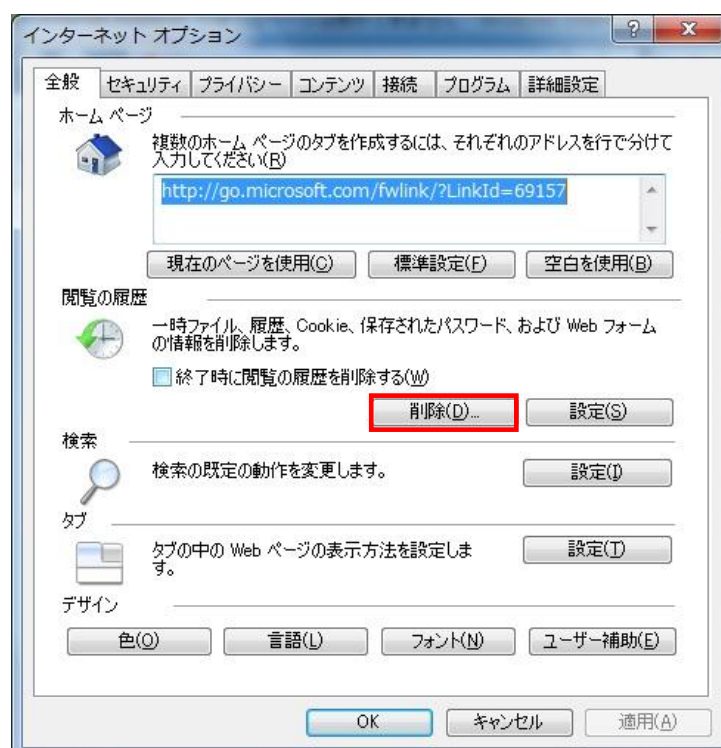 インターネット オプション
全般 セキュリティ プライバシー コンテンツ 接続 プログラム 詳細設定
ホーム ページ
複数のホーム ページのタブを作成するには、それぞれのアドレスを行で分けて
入力してください(R)
http://go.microsoft.com/fwlink/?LinkId=69157
現在のページを使用(C) 標準設定(F) 空白を使用(B)
閲覧の履歴
一時ファイル、履歴、Cookie、保存されたパスワード、および Web フォーム
の情報を削除します。
終了時に閲覧の履歴を削除する(W)
削除(D)... 設定(S)
検索
検索の既定の動作を変更します。 設定(I)
タブ
タブの中の Web ページの表示方法を設定しま
す。 設定(T)
デザイン
色(O) 言語(L) フォント(N) ユーザー補助(E)
OK キャンセル 適用(A)